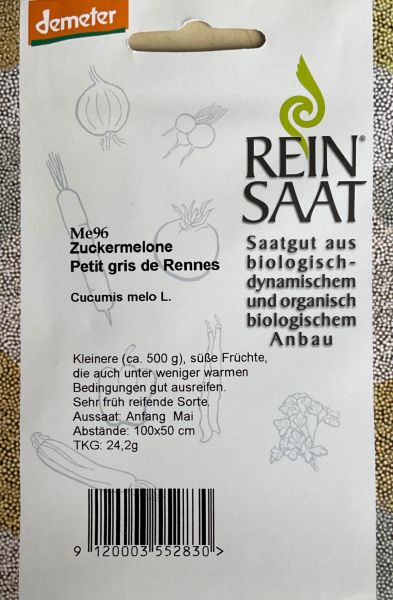 demeter
REIN®
SAAT
Saatgut aus
biologisch-
dynamischem
und organisch
biologischem
Anbau
Me96
Zuckermelone
Petit gris de Rennes
Cucumis melo L.
Kleinere (ca. 500 g), süße Früchte,
die auch unter weniger warmen
Bedingungen gut ausreifen.
Sehr früh reifende Sorte.
Aussaat: Anfang Mai
Abstände: 100x50 cm
TKG: 24,2g
9 120003 552830 >